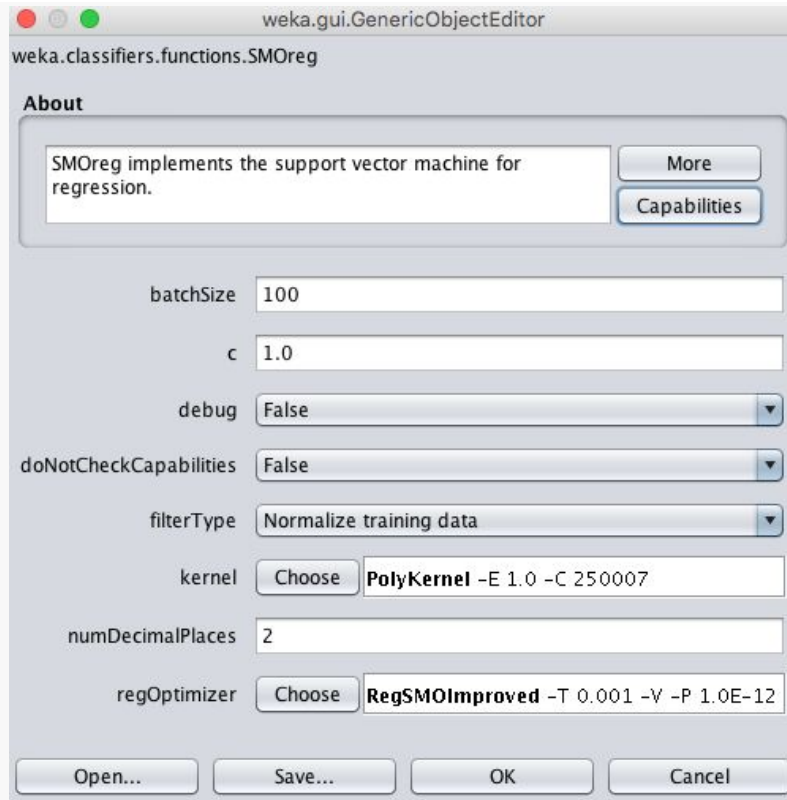 weka.gui.GenericObjectEditor
weka.classifiers.functions.SMOreg
About
SMOreg implements the support vector machine for
regression.
More
Capabilities
batchSize 100
c 1.0
debug False
doNotCheckCapabilities False
filterType Normalize training data
kernel Choose PolyKernel -E 1.0 -C 250007
numDecimalPlaces 2
regOptimizer Choose RegSMOImproved -T 0.001 -V -P 1.0E-12
Open... Save... OK Cancel